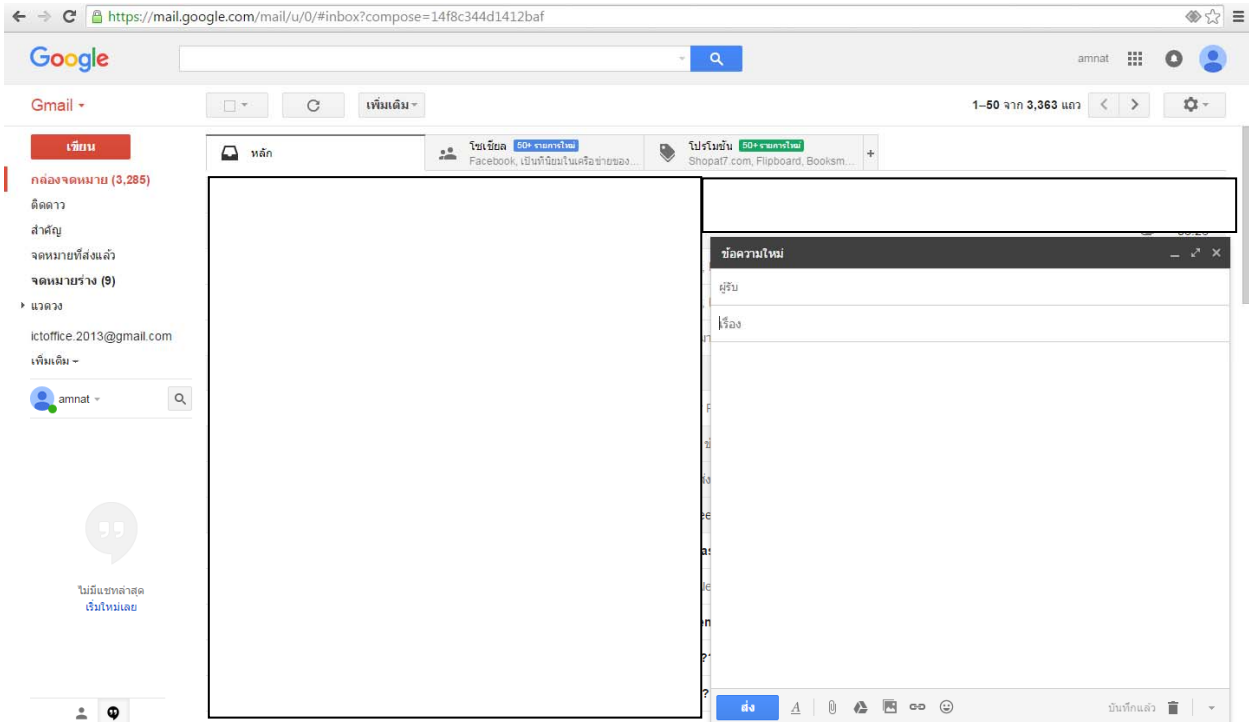 https://mail.google.com/mail/u/0/#inbox?compose=14f8c344d1412baf
Google
amnat
Gmail
เพิ่มเติม
1–50 จาก 3,363 แถว
เขียน
หลัก
โซเชียล 50+ รายการใหม่
Facebook, เป็นที่นิยมในเครือข่ายของ...
โปรโมชัน 50+ รายการใหม่
Shopat7.com, Flipboard, Booksm...
+
กล่องจดหมาย (3,285)
ติดดาว
สำคัญ
จดหมายที่ส่งแล้ว
จดหมายร่าง (9)
แวดวง
ictoffice.2013@gmail.com
เพิ่มเติม
amnat
ไม่มีแชทล่าสุด
เริ่มใหม่เลย
ข้อความใหม่
ผู้รับ
เรื่อง
ส่ง
บันทึกแล้ว